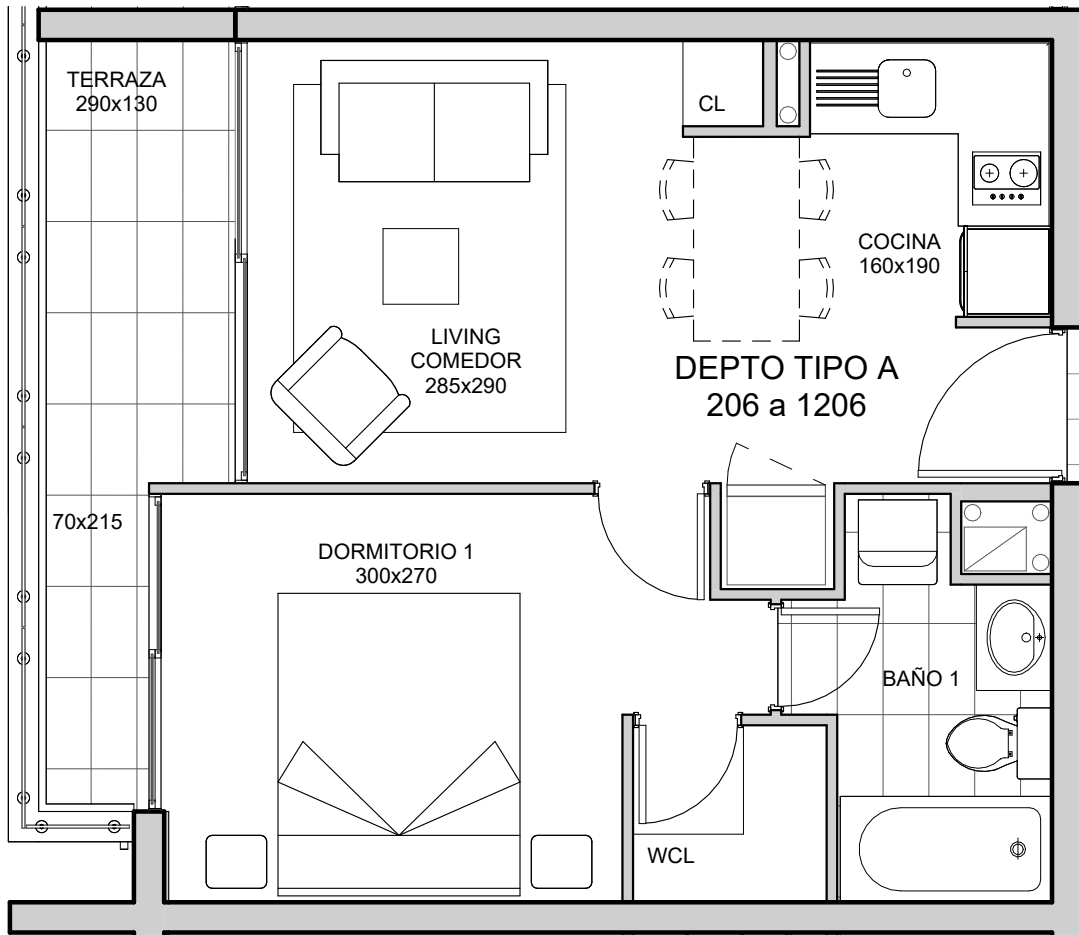 TERRAZA
290x130
CL
COCINA
160x190
LIVING
COMEDOR
285x290
DEPTO TIPO A
206 a 1206
70x215
DORMITORIO 1
300x270
BAÑO 1
WCL